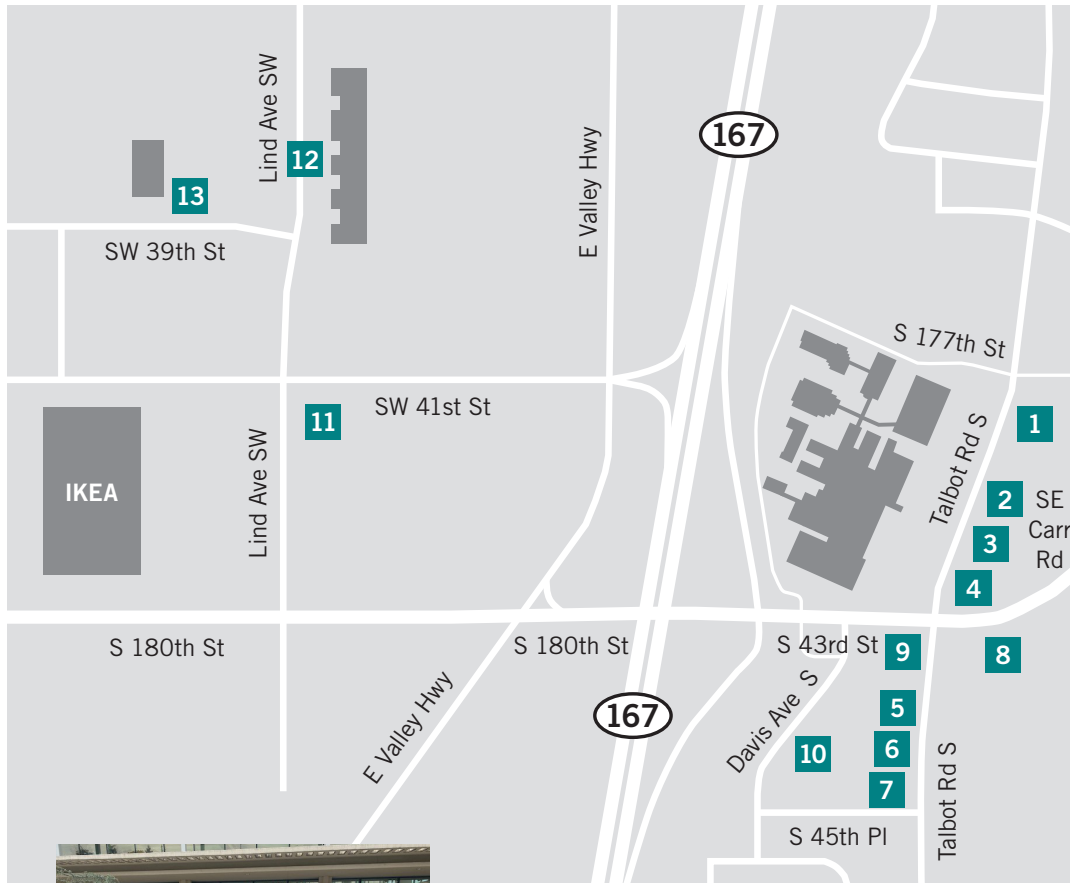 167
Lind Ave SW
12
13
E Valley Hwy
SW 39th St
S 177th St
SW 41st St
11
1
IKEA
Lind Ave SW
Talbot Rd S
2
SE
Carr
Rd
3
4
S 180th St
S 180th St
S 43rd St
9
8
E Valley Hwy
167
Davis Ave S
5
10
6
7
Talbot Rd S
S 45th Pl